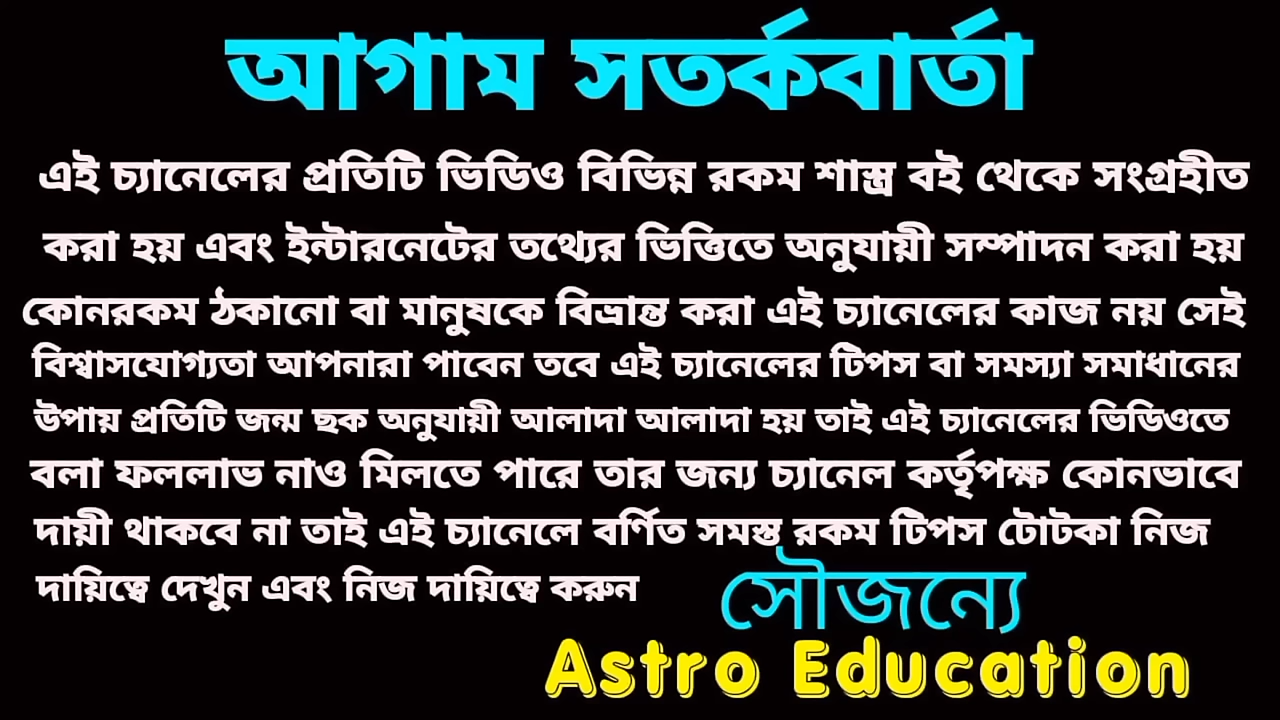 আগাম সতর্কবার্তা
এই চ্যানেলের প্রতিটি ভিডিও বিভিন্ন রকম শাস্ত্র বই থেকে সংগ্রহীত
করা হয় এবং ইন্টারনেটের তথ্যের ভিত্তিতে অনুযায়ী সম্পাদন করা হয়
কোনরকম ঠকানো বা মানুষকে বিভ্রান্ত করা এই চ্যানেলের কাজ নয় সেই
বিশ্বাসযোগ্যতা আপনারা পাবেন তবে এই চ্যানেলের টিপস বা সমস্যা সমাধানের
উপায় প্রতিটি জন্ম ছক অনুযায়ী আলাদা আলাদা হয় তাই এই চ্যানেলের ভিডিওতে
বলা ফললাভ নাও মিলতে পারে তার জন্য চ্যানেল কর্তৃপক্ষ কোনভাবে
দায়ী থাকবে না তাই এই চ্যানেলে বর্ণিত সমস্ত রকম টিপস টোটকা নিজ
দায়িত্বে দেখুন এবং নিজ দায়িত্বে করুন
সৌজন্যে
Astro Education